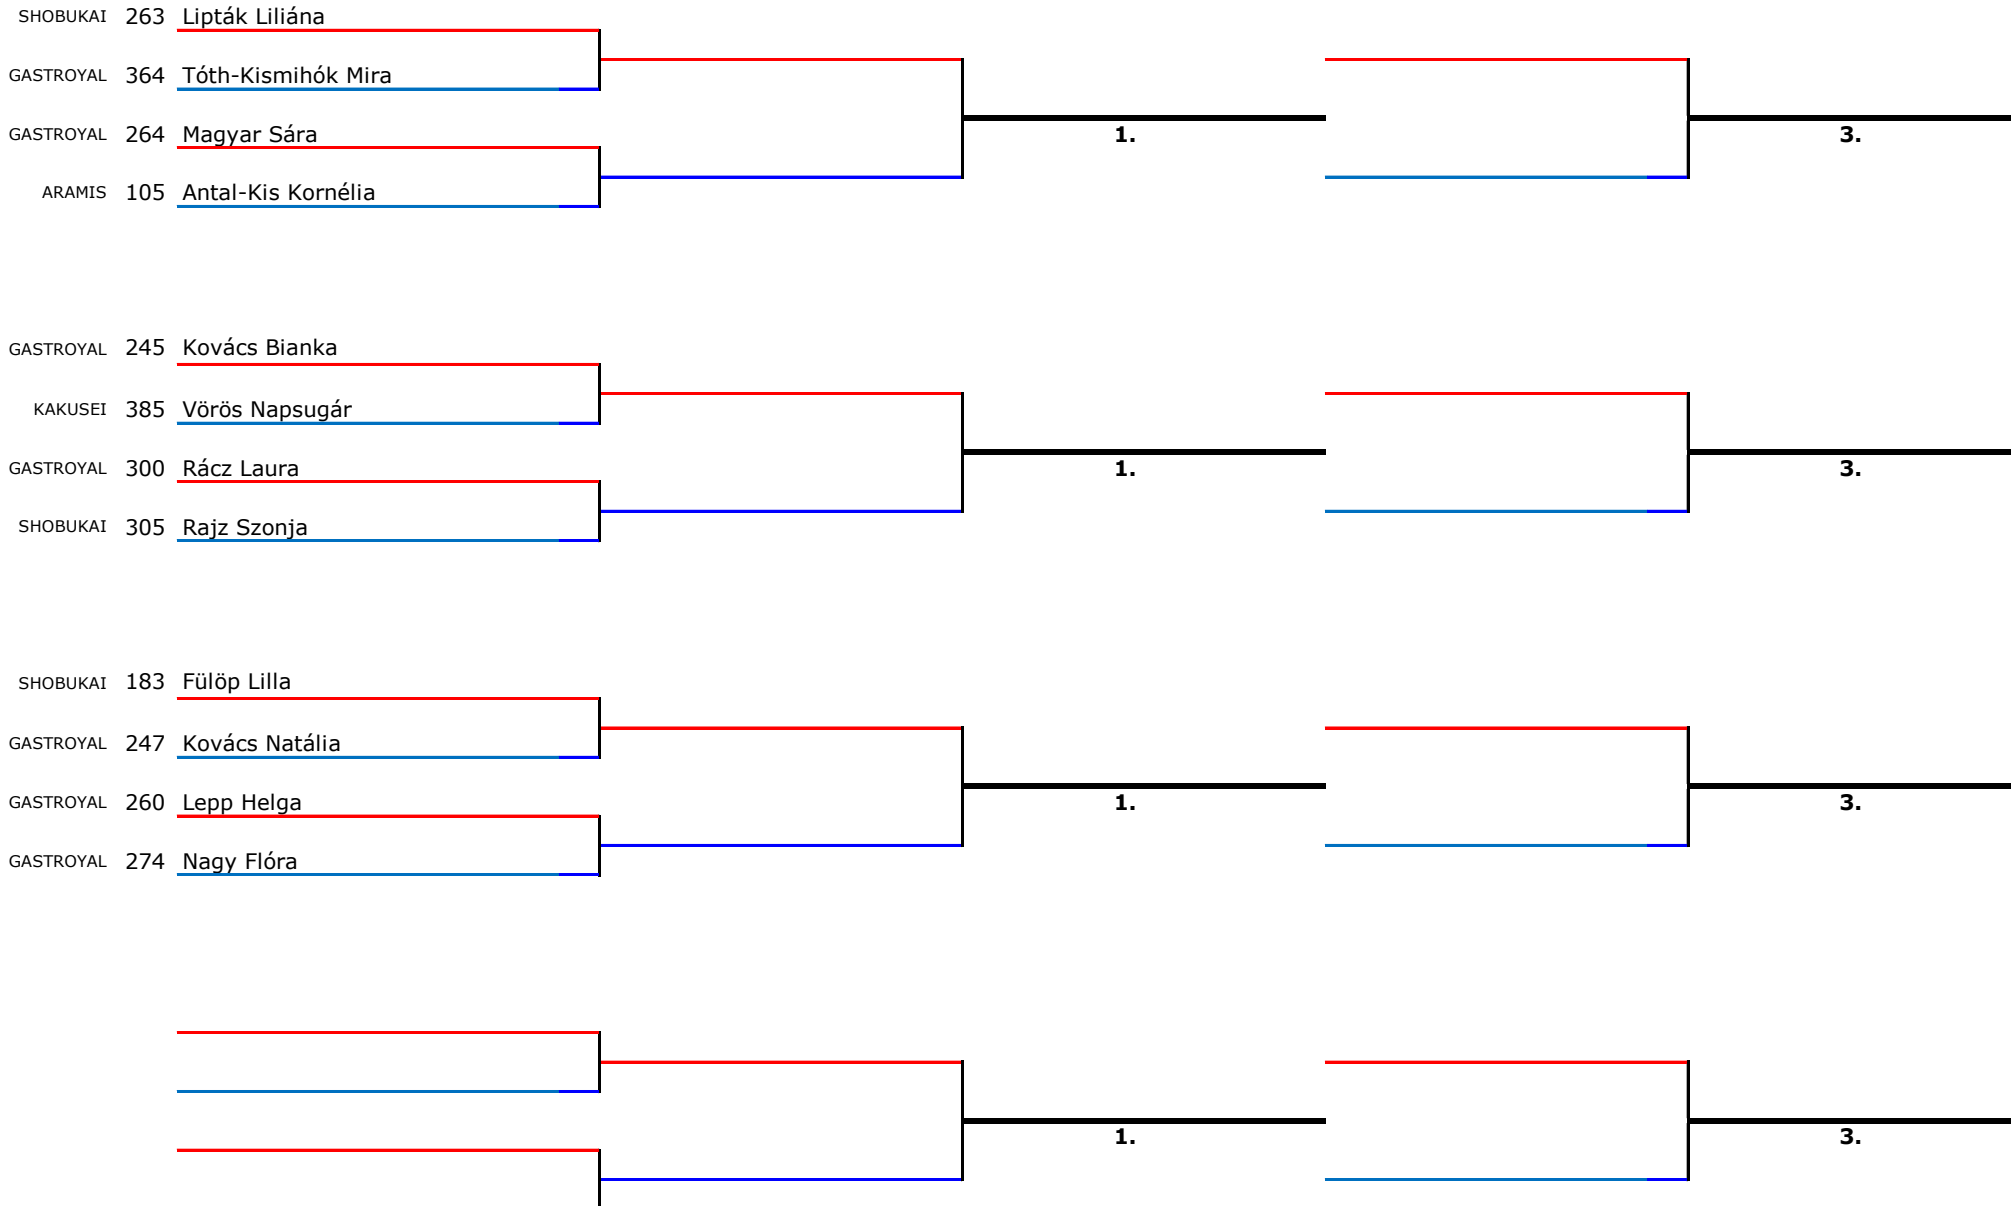 SHOBUKAI 263 Lipták Liliána
GASTROYAL 364 Tóth-Kismihók Mira
GASTROYAL 264 Magyar Sára 1. 3.
ARAMIS 105 Antal-Kis Kornélia
GASTROYAL 245 Kovács Bianka
KAKUSEI 385 Vörös Napsugár
GASTROYAL 300 Rácz Laura 1. 3.
SHOBUKAI 305 Rajz Szonja
SHOBUKAI 183 Fülöp Lilla
GASTROYAL 247 Kovács Natália
GASTROYAL 260 Lepp Helga 1. 3.
GASTROYAL 274 Nagy Flóra
1. 3.